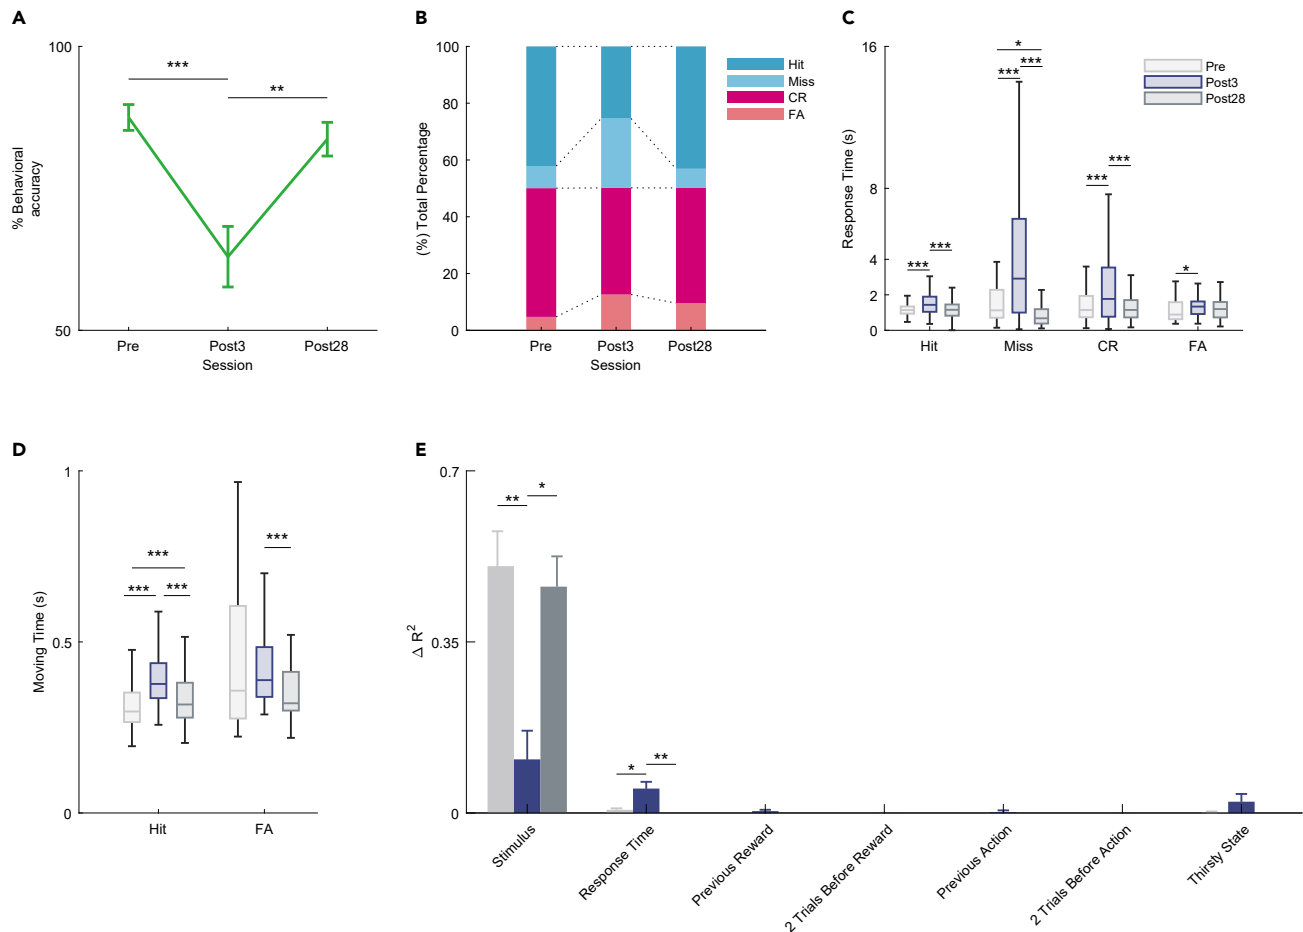 A
100
50
% Behavioral
accuracy
***
**
Pre
Post3
Post28
Session
B
100
80
60
40
20
0
(%) Total Percentage
Hit
Miss
CR
FA
Pre
Post3
Post28
Session
C
16
8
4
2
0
Response Time (s)
Pre
Post3
Post28
***
***
*
***
***
***
***
*
Hit
Miss
CR
FA
D
1
0.5
0
Moving Time (s)
***
***
***
***
Hit
FA
E
0.7
0.35
0
Δ R²
**
*
*
**
Stimulus
Response Time
Previous Reward
2 Trials Before Reward
Previous Action
2 Trials Before Action
Thirsty State